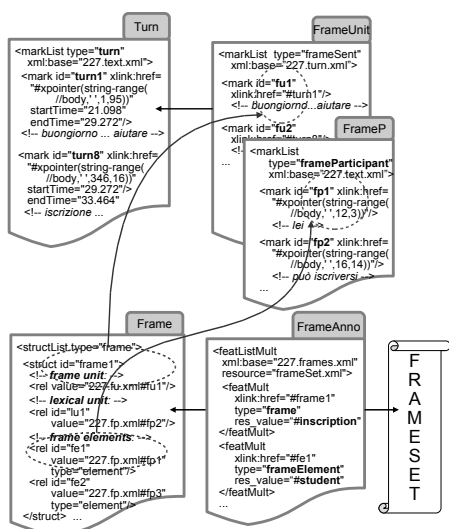 Turn
<markList type="turn"
xml:base="227.text.xml">
<mark id="turn1" xlink:href=
"#xpointer(string-range(
//body,' ',1,95))"
startTime="21.098"
endTime="29.272"/>
<!-- buongiorno ... aiutare -->
<mark id="turn8" xlink:href=
"#xpointer(string-range(
//body,' ',346,16))"
startTime="29.272"/>
endTime="33.464"
<!-- iscrizione ...
FrameUnit
<markList type="frameSent"
xml:base="227.turn.xml">
<mark id="fu1"
xlink:href="#turn1"/>
<!-- buongiornd...aiutare -->
<mark id="fu2"
<!--
...
FrameP
<markList
type="frameParticipant"
xml:base="227.text.xml">
<mark id="fp1" xlink:href=
"#xpointer(string-range(
//body,' ',12,3))"/>
<!-- lei -->
<mark id="fp2" xlink:href=
"#xpointer(string-range(
//body,' ',16,14))"/>
<!-- può iscriversi -->
...
Frame
<structList type="frame">
<struct id="frame1">
<!-- frame unit: -->
<rel value="227.fu.xml#fu1"/>
<!-- lexical unit: -->
<rel id="lu1"
value="227.fp.xml#fp2"/>
<!-- frame elements: -->
<rel id="fe1"
value="227.fp.xml#fp1"
type="element"/>
<rel id="fe2"
value="227.fp.xml#fp3"
type="element"/>
</struct> ...
FrameAnno
<featListMult
xml:base="227.frames.xml"
resource="frameSet.xml">
<featMult
xlink:href="#frame1"
type="frame"
res_value="#inscription"
</featMult>
<featMult
xlink:href="#fe1"
type="frameElement"
res_value="#student"
</featMult>
...
FRAMESET